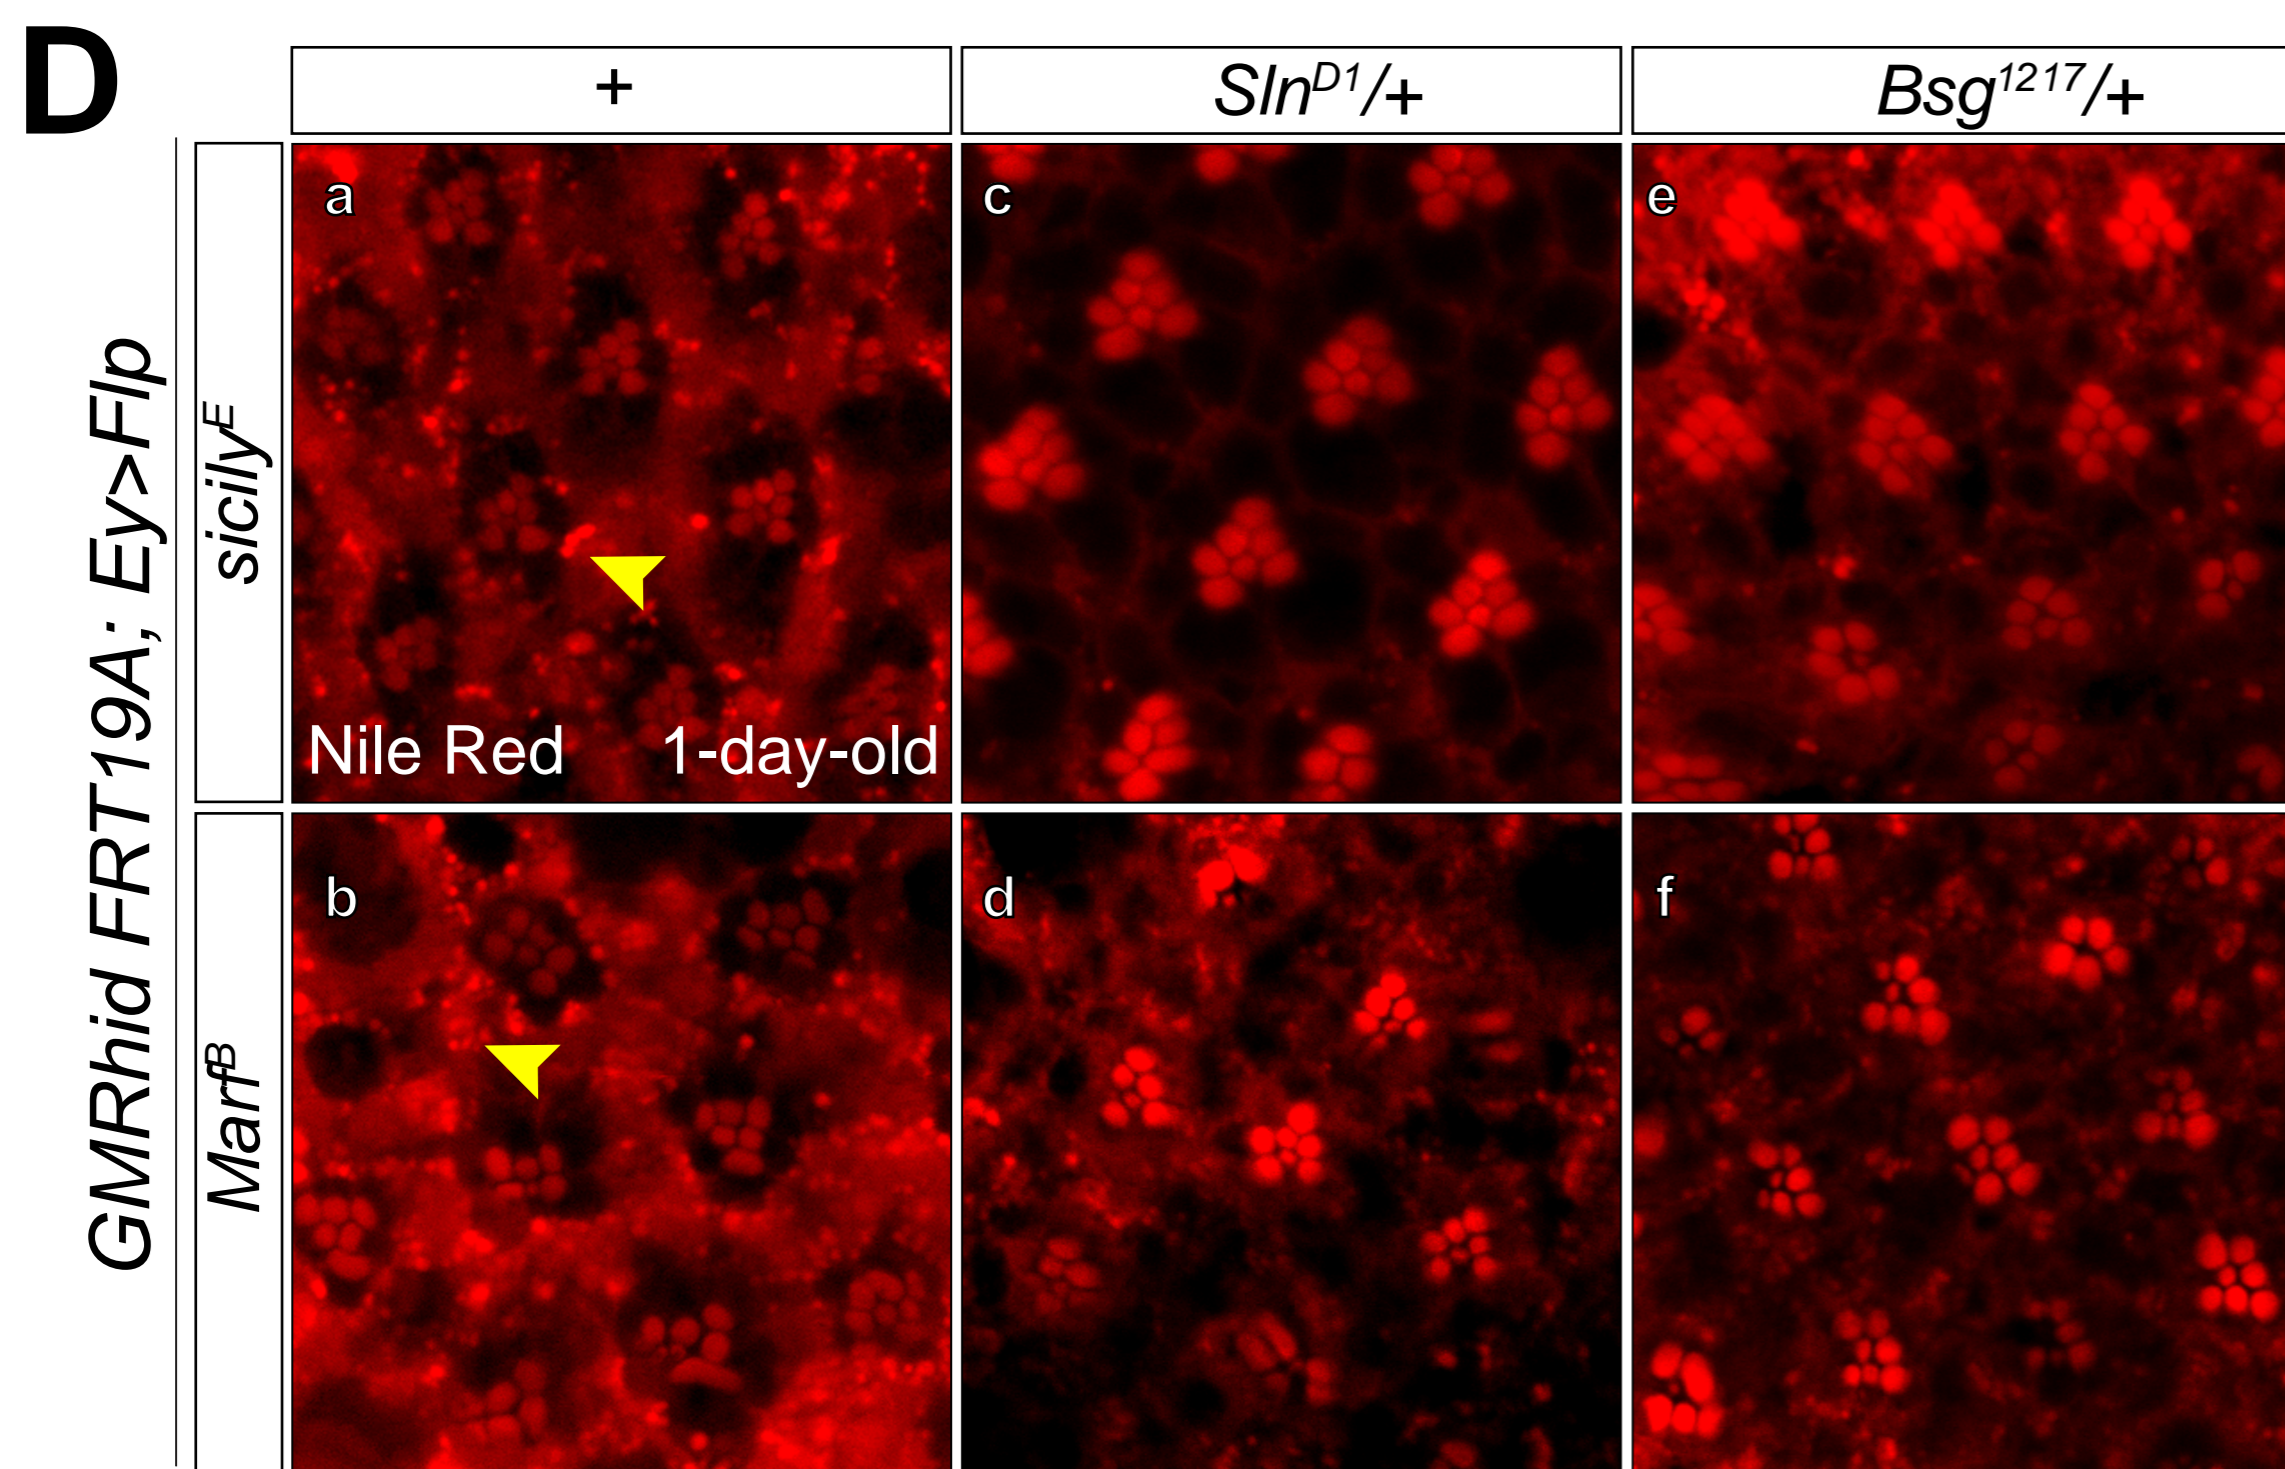 D
+
Sln^D1/+
Bsg^1217/+
GMRhid FRT19A; Ey>Flp
sicily^E
a
c
e
Nile Red 1-day-old
Marf^B
b
d
f